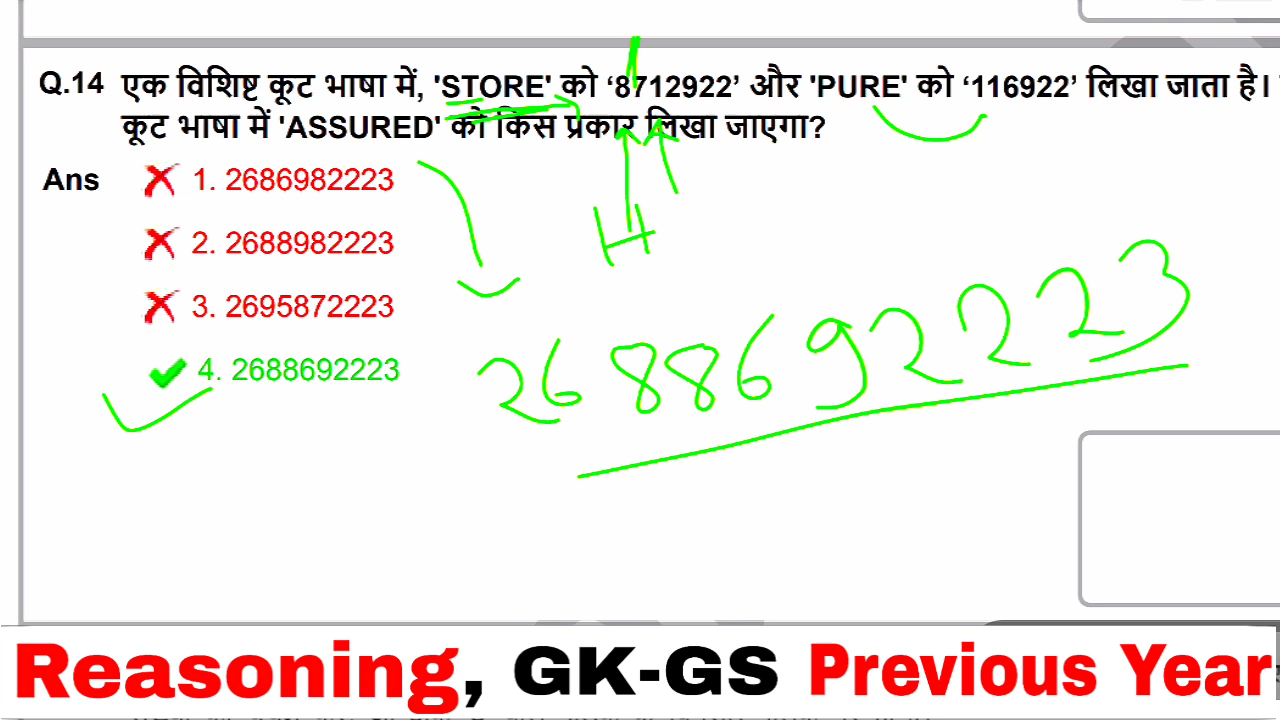 Q.14 एक विशिष्ट कूट भाषा में, 'STORE' को ‘8712922’ और 'PURE' को ‘116922’ लिखा जाता है।
कूट भाषा में 'ASSURED' को किस प्रकार लिखा जाएगा?
Ans 1. 2686982223
2. 2688982223
3. 2695872223
4. 2688692223
2688692223
Reasoning, GK-GS Previous Year